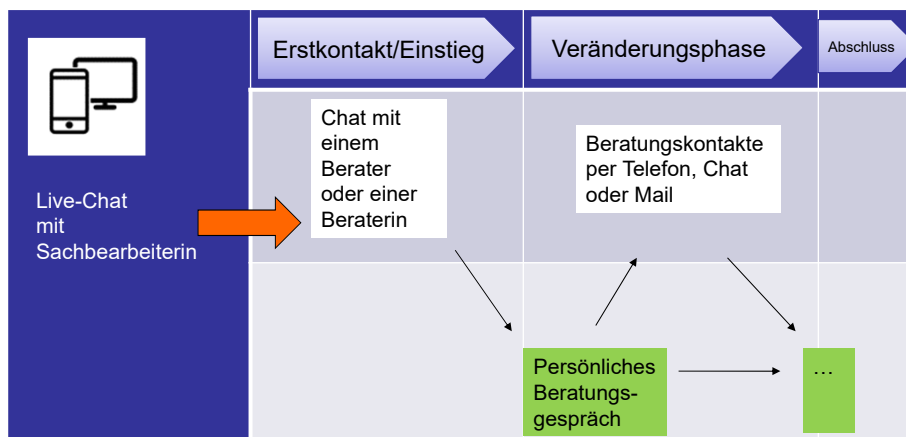 Erstkontakt/Einstieg
Veränderungsphase
Abschluss
Live-Chat
mit
Sachbearbeiterin
Chat mit
einem
Berater
oder einer
Beraterin
Beratungskontakte
per Telefon, Chat
oder Mail
Persönliches
Beratungs-
gespräch
…